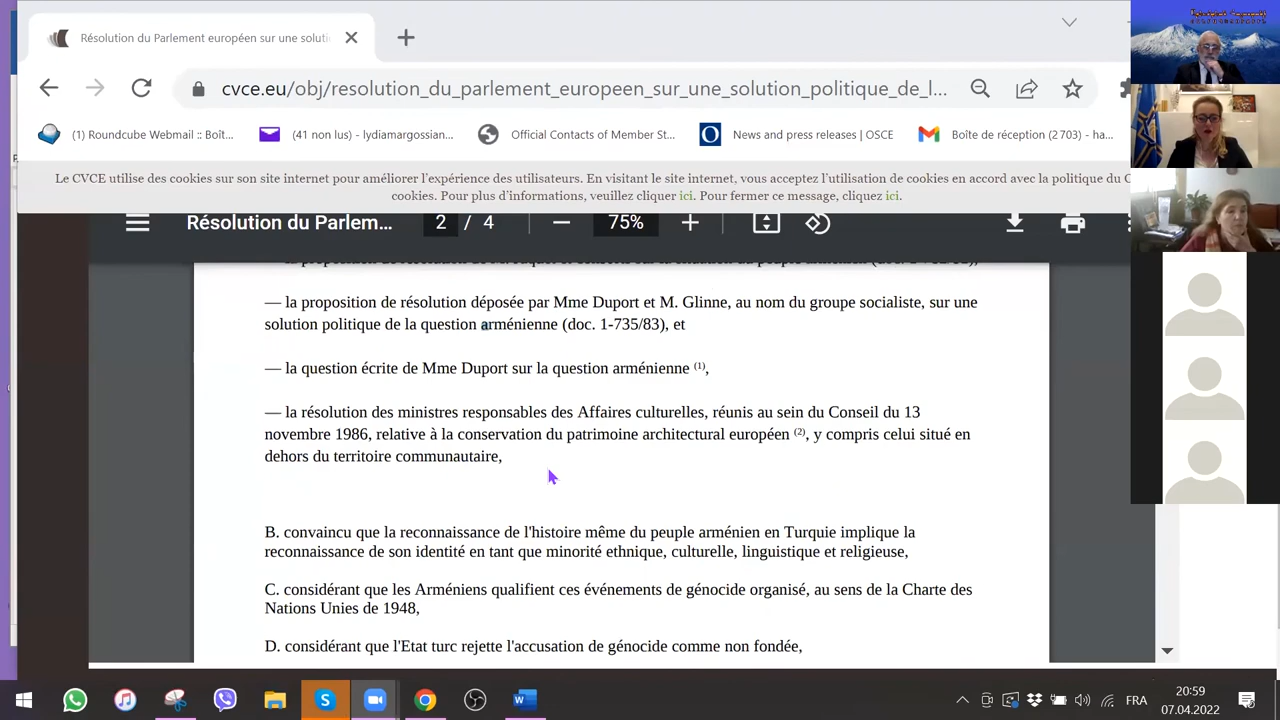 Résolution du Parlement européen sur une soluti
cvce.eu/obj/resolution_du_parlement_europeen_sur_une_solution_politique_de_l...
(1) Roundcube Webmail :: Boît...
(41 non lus) - lydiamargossian...
Official Contacts of Member St...
News and press releases | OSCE
Boîte de réception (2 703) - ha...
Le CVCE utilise des cookies sur son site internet pour améliorer l'expérience des utilisateurs. En visitant le site internet, vous acceptez l'utilisation de cookies en accord avec la politique du C
cookies. Pour plus d'informations, veuillez cliquer ici. Pour fermer ce message, cliquez ici.
Résolution du Parlem...
2 / 4
75%
— la proposition de résolution déposée par Mme Duport et M. Glinne, au nom du groupe socialiste, sur une
solution politique de la question arménienne (doc. 1-735/83), et
— la question écrite de Mme Duport sur la question arménienne (1),
— la résolution des ministres responsables des Affaires culturelles, réunis au sein du Conseil du 13
novembre 1986, relative à la conservation du patrimoine architectural européen (2), y compris celui situé en
dehors du territoire communautaire,
B. convaincu que la reconnaissance de l'histoire même du peuple arménien en Turquie implique la
reconnaissance de son identité en tant que minorité ethnique, culturelle, linguistique et religieuse,
C. considérant que les Arméniens qualifient ces événements de génocide organisé, au sens de la Charte des
Nations Unies de 1948,
D. considérant que l'Etat turc rejette l'accusation de génocide comme non fondée,
FRA
20:59
07.04.2022